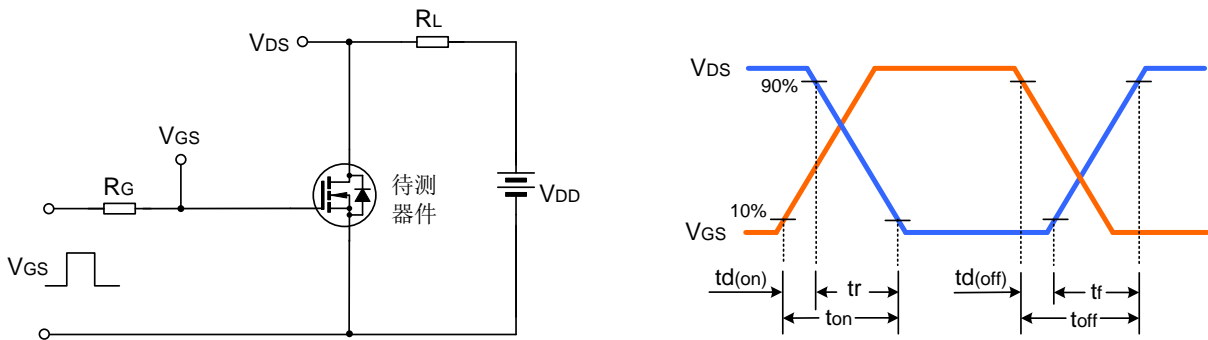 RL
VDS
VGS
RG
待测
器件
VDD
VGS
VDS
90%
10%
VGS
td(on)
tr
ton
td(off)
tf
toff